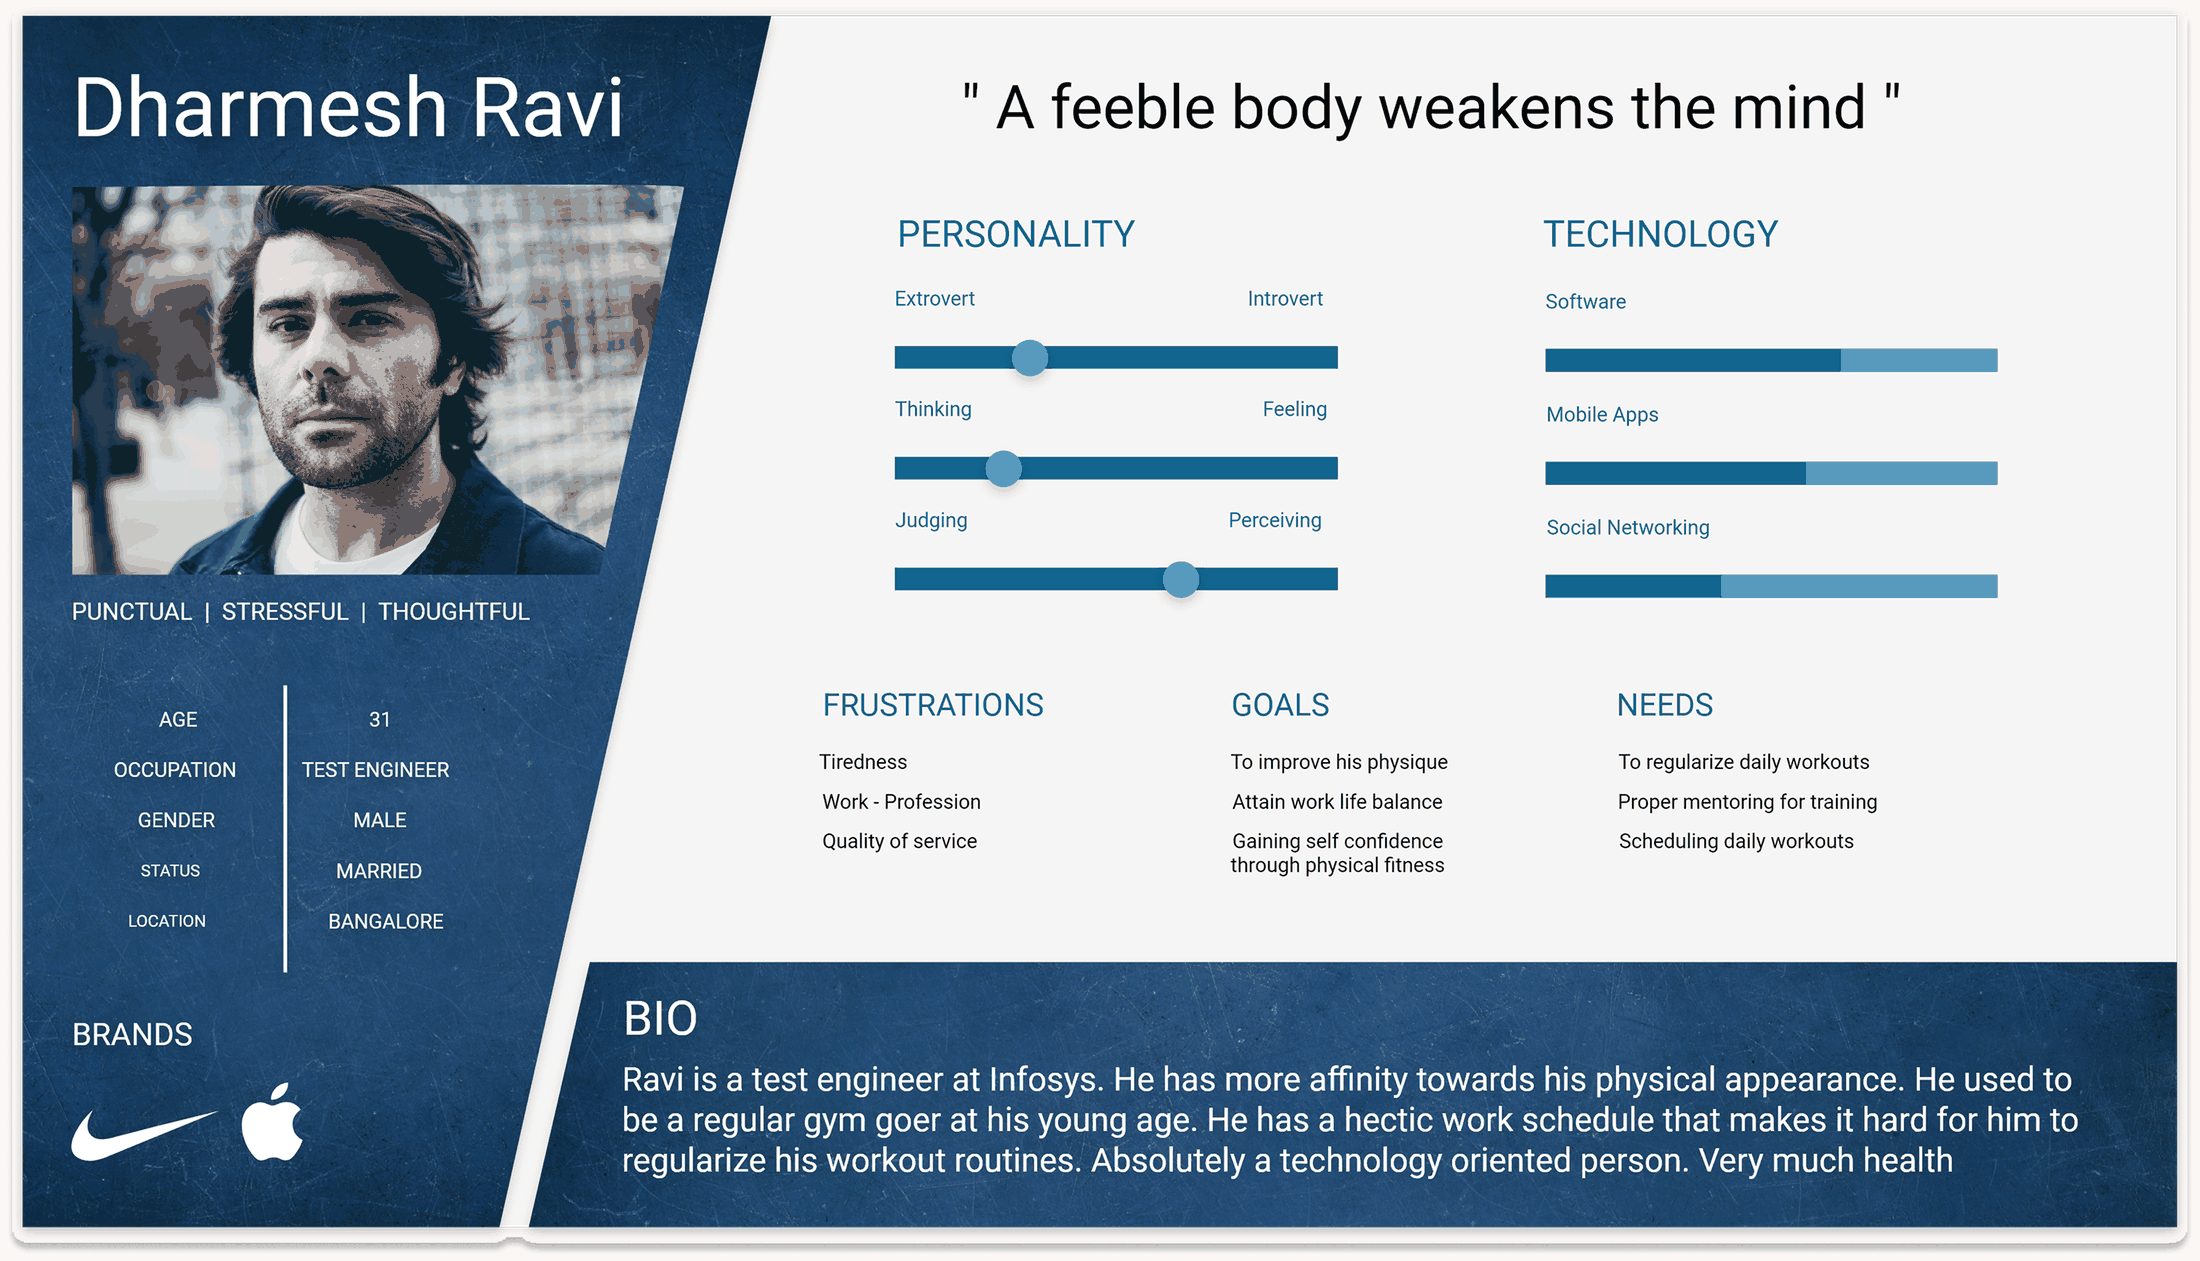 Dharmesh Ravi
PUNCTUAL | STRESSFUL | THOUGHTFUL
AGE 31
OCCUPATION TEST ENGINEER
GENDER MALE
STATUS MARRIED
LOCATION BANGALORE
BRANDS
" A feeble body weakens the mind "
PERSONALITY
Extrovert Introvert
Thinking Feeling
Judging Perceiving
TECHNOLOGY
Software
Mobile Apps
Social Networking
FRUSTRATIONS
Tiredness
Work - Profession
Quality of service
GOALS
To improve his physique
Attain work life balance
Gaining self confidence
through physical fitness
NEEDS
To regularize daily workouts
Proper mentoring for training
Scheduling daily workouts
BIO
Ravi is a test engineer at Infosys. He has more affinity towards his physical appearance. He used to
be a regular gym goer at his young age. He has a hectic work schedule that makes it hard for him to
regularize his workout routines. Absolutely a technology oriented person. Very much health